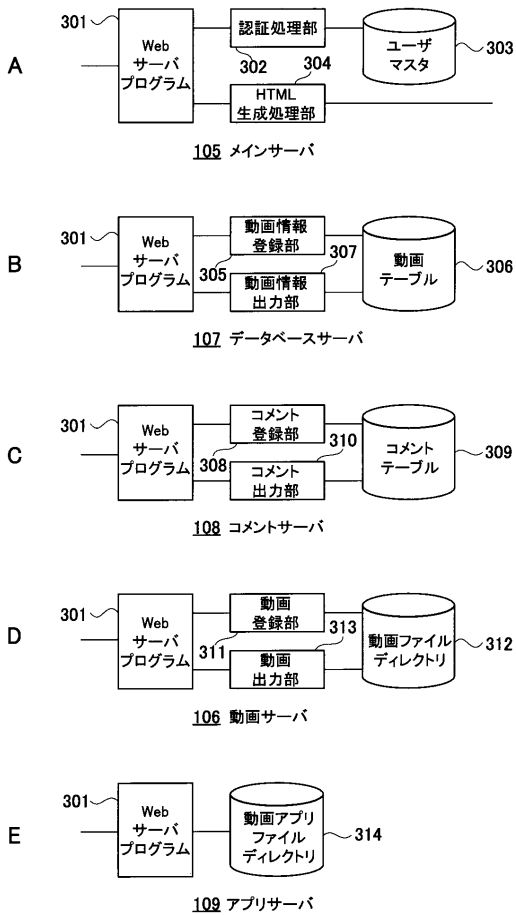 301
Web
サーバ
プログラム
認証処理部
302
ユーザ
マスタ
303
A
304
HTML
生成処理部
105 メインサーバ
301
Web
サーバ
プログラム
動画情報
登録部
305
307
動画情報
出力部
動画
テーブル
306
B
107 データベースサーバ
301
Web
サーバ
プログラム
コメント
登録部
308
310
コメント
出力部
コメント
テーブル
309
C
108 コメントサーバ
301
Web
サーバ
プログラム
動画
登録部
311
313
動画
出力部
動画ファイル
ディレクトリ
312
D
106 動画サーバ
301
Web
サーバ
プログラム
動画アプリ
ファイル
ディレクトリ
314
E
109 アプリサーバ